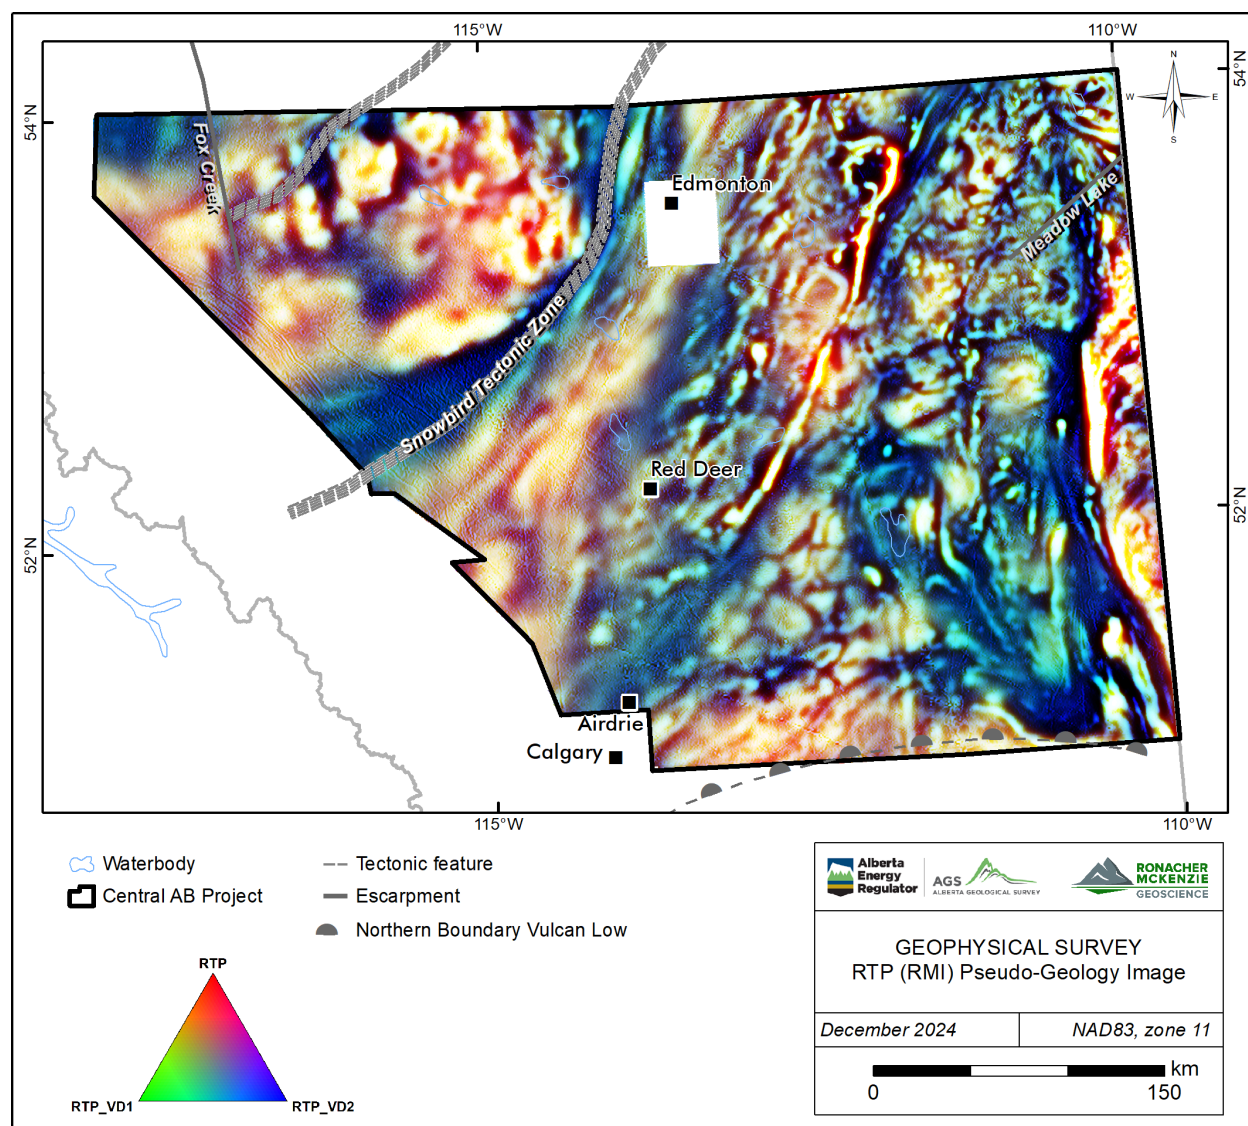 115°W
110°W
54°N
54°N
N
W
E
S
Fox Creek
Edmonton
Meadow Lake
Snowbird Tectonic Zone
Red Deer
52°N
52°N
Airdrie
Calgary
115°W
110°W
Waterbody
Central AB Project
Tectonic feature
Escarpment
Northern Boundary Vulcan Low
RTP
RTP_VD1
RTP_VD2
Alberta
Energy
Regulator
AGS
ALBERTA GEOLOGICAL SURVEY
RONACHER
MCKENZIE
GEOSCIENCE
GEOPHYSICAL SURVEY
RTP (RMI) Pseudo-Geology Image
December 2024
NAD83, zone 11
km
0
150